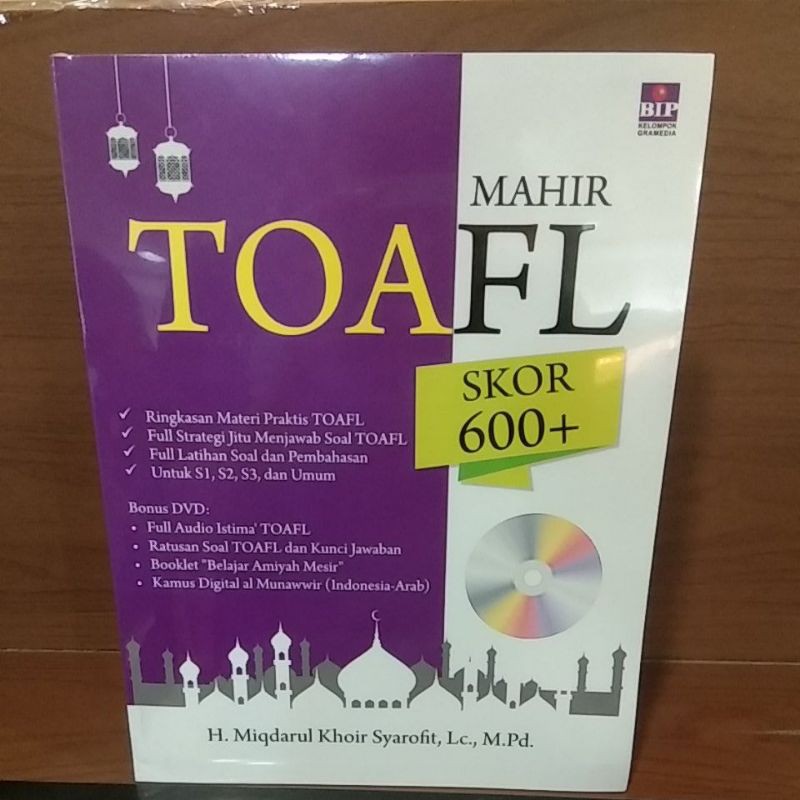 BIP
KELOMPOK
GRAMEDIA
MAHIR
TOAFL
SKOR
600+
✓ Ringkasan Materi Praktis TOAFL
✓ Full Strategi Jitu Menjawab Soal TOAFL
✓ Full Latihan Soal dan Pembahasan
✓ Untuk S1, S2, S3, dan Umum
Bonus DVD:
• Full Audio Istima' TOAFL
• Ratusan Soal TOAFL dan Kunci Jawaban
• Booklet "Belajar Amiyah Mesir"
• Kamus Digital al Munawwir (Indonesia-Arab)
H. Miqdarul Khoir Syarofit, Lc., M.Pd.